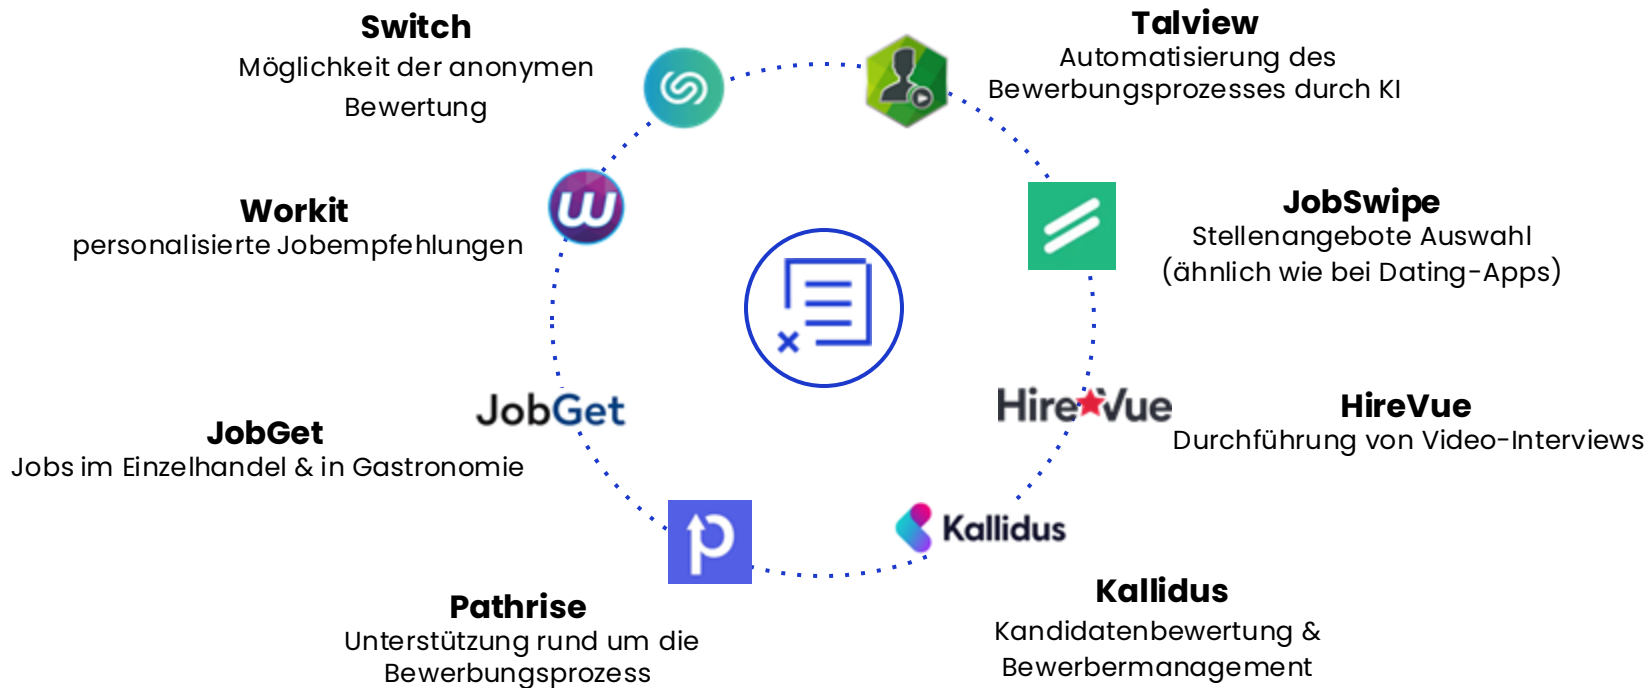 Switch
Möglichkeit der anonymen
Bewertung
Talview
Automatisierung des
Bewerbungsprozesses durch KI
Workit
personalisierte Jobempfehlungen
W
JobSwipe
Stellenangebote Auswahl
(ähnlich wie bei Dating-Apps)
JobGet
JobGet
Jobs im Einzelhandel & in Gastronomie
HireVue
HireVue
Durchführung von Video-Interviews
p
Pathrise
Unterstützung rund um die
Bewerbungsprozess
Kallidus
Kallidus
Kandidatenbewertung &
Bewerbermanagement